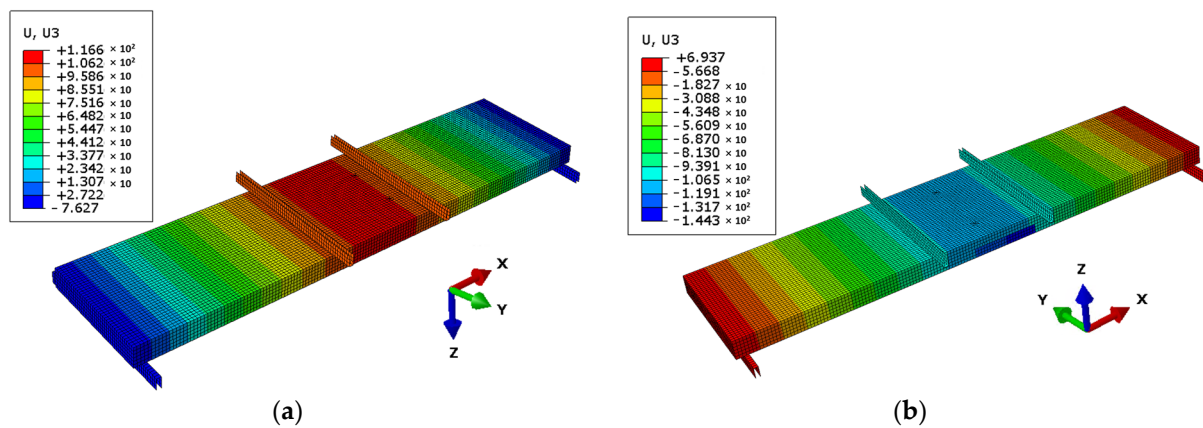 U, U3
+1.166 × 10²
+1.062 × 10²
+9.586 × 10
+8.551 × 10
+7.516 × 10
+6.482 × 10
+5.447 × 10
+4.412 × 10
+3.377 × 10
+2.342 × 10
+1.307 × 10
+2.722
-7.627
X
Y
Z
(a)
U, U3
+6.937
-5.668
-1.827 × 10
-3.088 × 10
-4.348 × 10
-5.609 × 10
-6.870 × 10
-8.130 × 10
-9.391 × 10
-1.065 × 10²
-1.191 × 10²
-1.317 × 10²
-1.443 × 10²
Z
Y
X
(b)